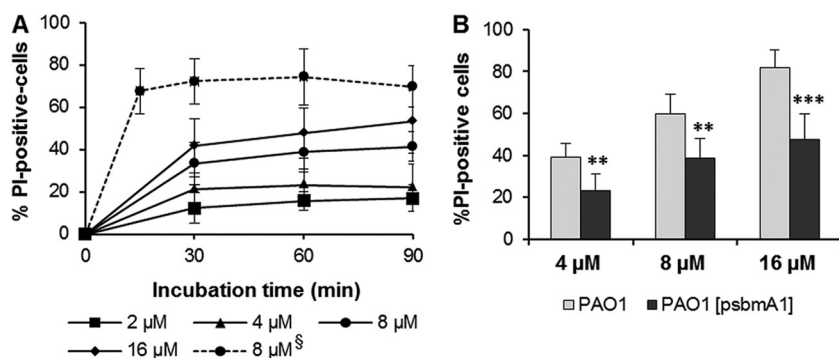 A
% PI-positive-cells
100
80
60
40
20
0
0 30 60 90
Incubation time (min)
2 µM 4 µM 8 µM
16 µM 8 µM§
B
%PI-positive cells
100
80
60
40
20
0
** ** ***
4 µM 8 µM 16 µM
PAO1 PAO1 [psbmA1]